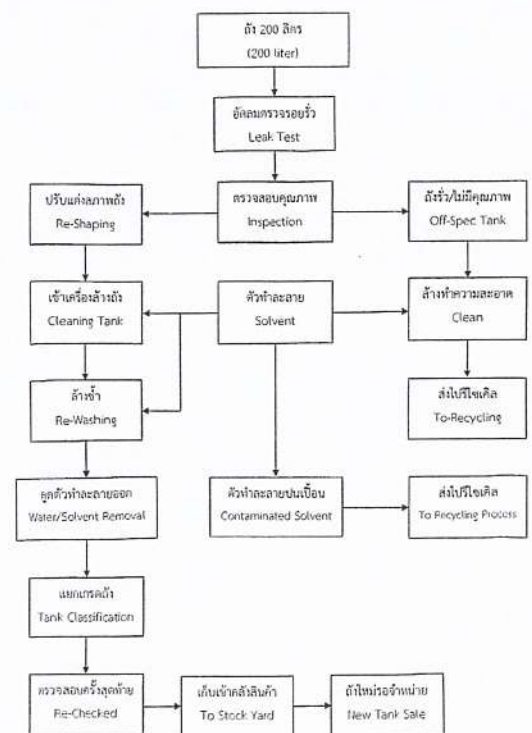 ถัง 200 ลิตร
(200 liter)
อัดลมตรวจรอยรั่ว
Leak Test
ปรับแต่งสภาพถัง
Re-Shaping
ตรวจสอบคุณภาพ
Inspection
ถังรั่ว/ไม่มีคุณภาพ
Off-Spec Tank
เข้าเครื่องล้างถัง
Cleaning Tank
ตัวทำละลาย
Solvent
ล้างทำความสะอาด
Clean
ล้างซ้ำ
Re-Washing
ส่งไปรีไซเคิล
To-Recycling
ดูดตัวทำละลายออก
Water/Solvent Removal
ตัวทำละลายปนเปื้อน
Contaminated Solvent
ส่งไปรีไซเคิล
To Recycling Process
แยกเกรดถัง
Tank Classification
ตรวจสอบครั้งสุดท้าย
Re-Checked
เก็บเข้าคลังสินค้า
To Stock Yard
ถังใหม่รอจำหน่าย
New Tank Sale